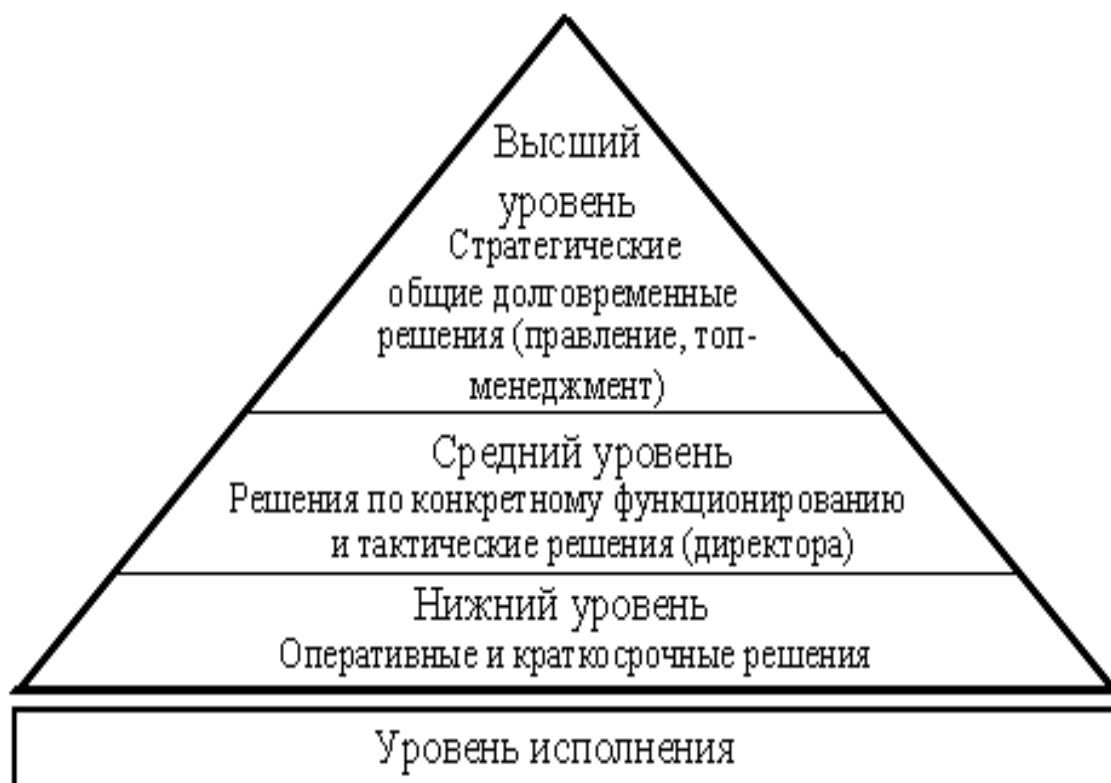 Высший
уровень
Стратегические
общие долговременные
решения (правление, топ-
менеджмент)
Средний уровень
Решения по конкретному функционированию
и тактические решения (директора)
Нижний уровень
Оперативные и краткосрочные решения
Уровень исполнения